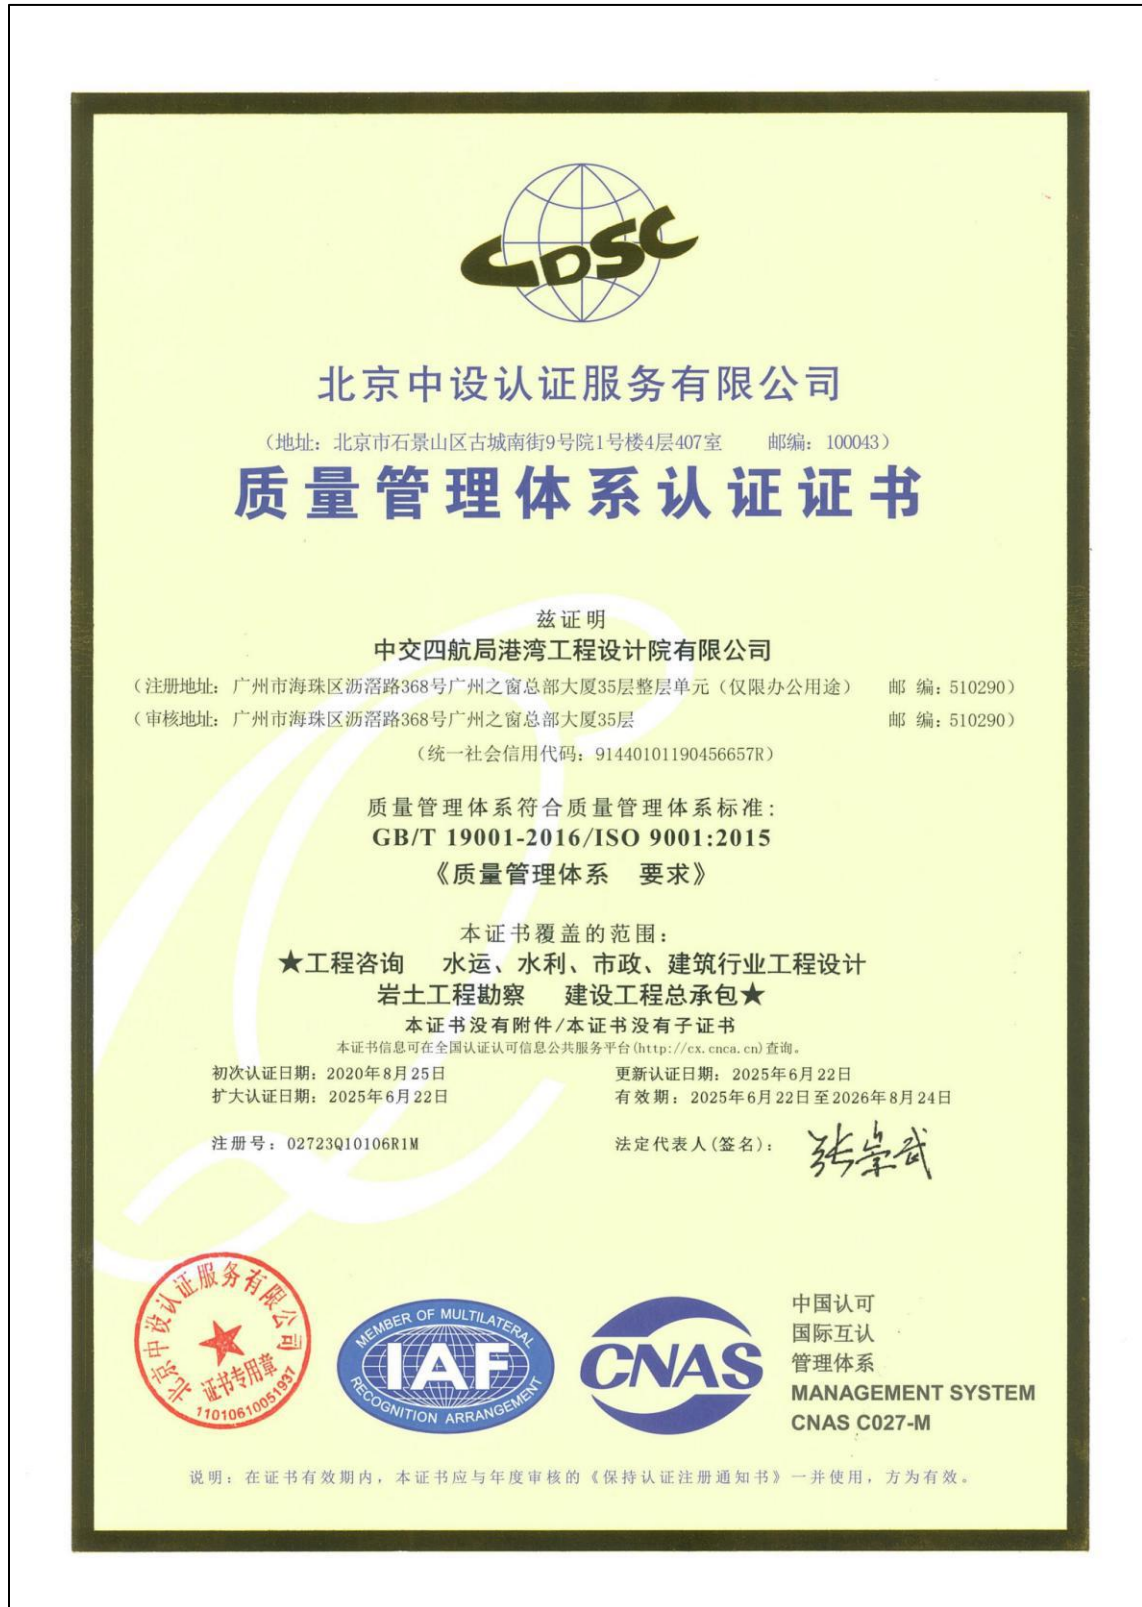 CDSC
北京中设认证服务有限公司
(地址：北京市石景山区古城南街9号院1号楼4层407室 邮编：100043)
质量管理体系认证证书
兹证明
中交四航局港湾工程设计院有限公司
(注册地址：广州市海珠区沥滘路368号广州之窗总部大厦35层整层单元（仅限办公用途） 邮 编：510290)
(审核地址：广州市海珠区沥滘路368号广州之窗总部大厦35层 邮 编：510290)
(统一社会信用代码：91440101190456657R)
质量管理体系符合质量管理体系标准：
GB/T 19001-2016/ISO 9001:2015
《质量管理体系 要求》
本证书覆盖的范围：
★工程咨询 水运、水利、市政、建筑行业工程设计
岩土工程勘察 建设工程总承包★
本证书没有附件/本证书没有子证书
本证书信息可在全国认证认可信息公共服务平台(http://cx.cnca.cn)查询。
初次认证日期：2020年8月25日 更新认证日期：2025年6月22日
扩大认证日期：2025年6月22日 有效期：2025年6月22日至2026年8月24日
注册号：02723Q10106R1M 法定代表人(签名)：张崇武
北京中设认证服务有限公司
证书专用章
11010610051937
MEMBER OF MULTILATERAL
IAF
RECOGNITION ARRANGEMENT
CNAS
中国认可
国际互认
管理体系
MANAGEMENT SYSTEM
CNAS C027-M
说明：在证书有效期内，本证书应与年度审核的《保持认证注册通知书》一并使用，方为有效。